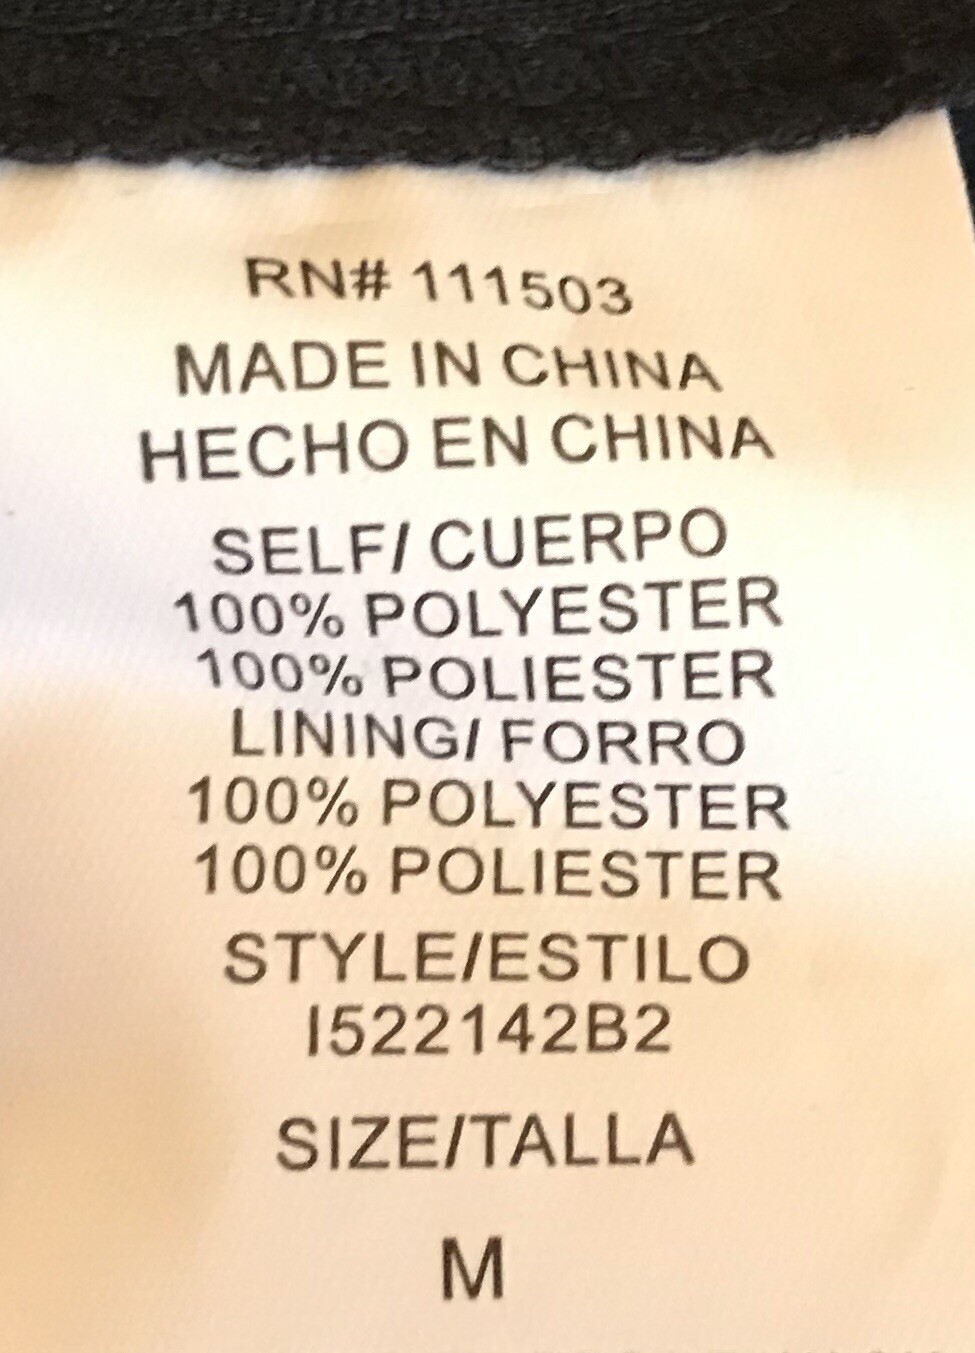 RN# 111503
MADE IN CHINA
HECHO EN CHINA
SELF/ CUERPO
100% POLYESTER
100% POLIESTER
LINING/ FORRO
100% POLYESTER
100% POLIESTER
STYLE/ESTILO
I522142B2
SIZE/TALLA
M